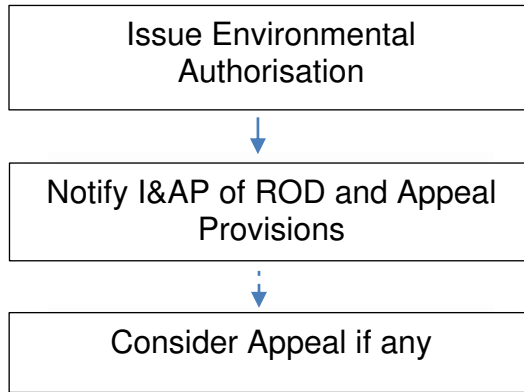 Issue Environmental
Authorisation
Notify I&AP of ROD and Appeal
Provisions
Consider Appeal if any